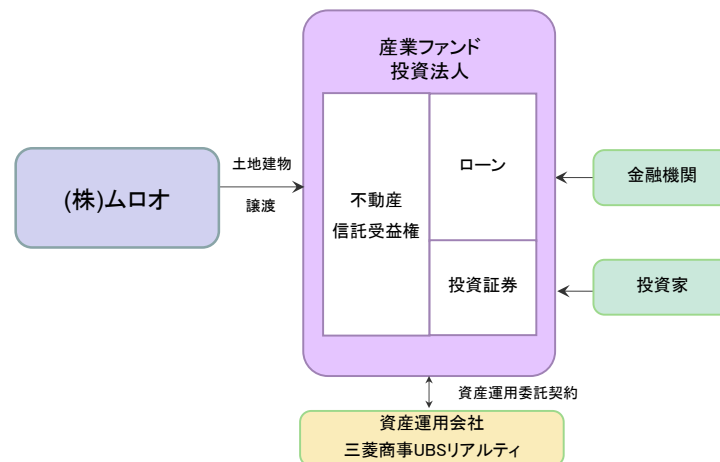 産業ファンド
投資法人
(株)ムロオ
土地建物
譲渡
不動産
信託受益権
ローン
投資証券
金融機関
投資家
資産運用委託契約
資産運用会社
三菱商事UBSリアルティ